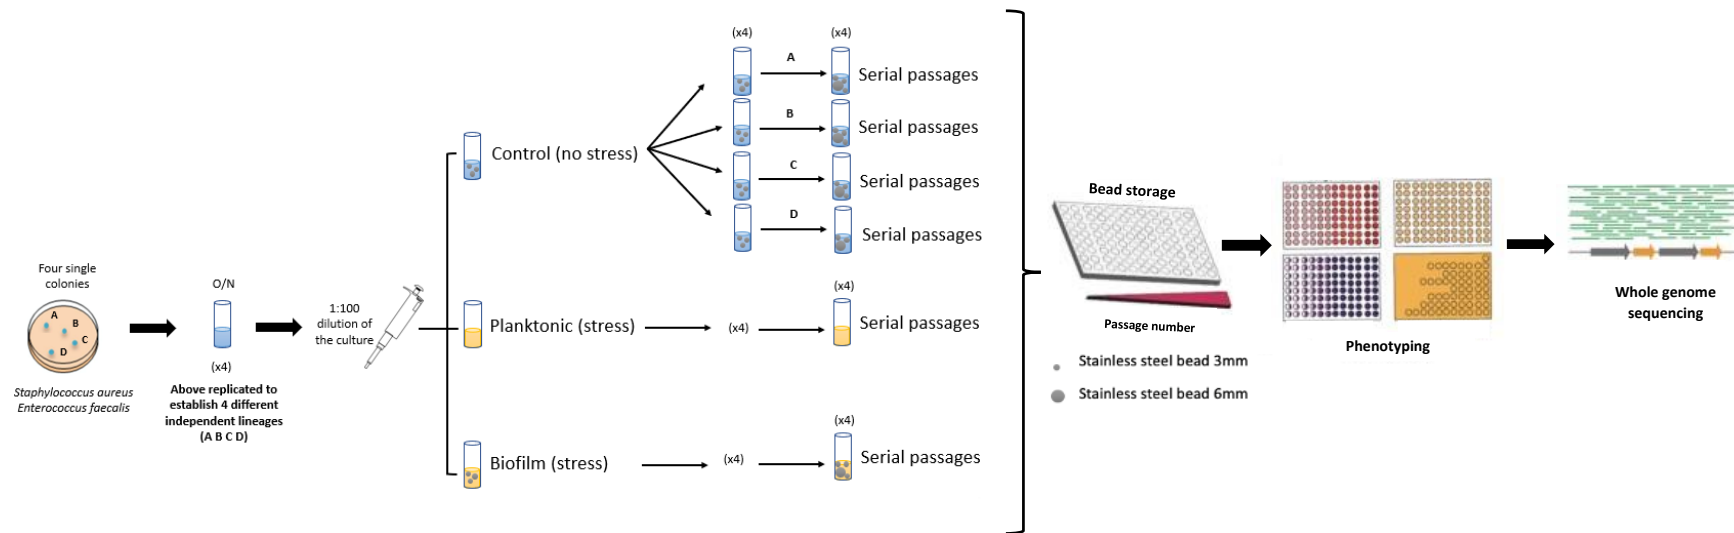 Four single
colonies
A
B
C
D
Staphylococcus aureus
Enterococcus faecalis
O/N
(x4)
Above replicated to
establish 4 different
independent lineages
(A B C D)
1:100
dilution of
the culture
Control (no stress)
(x4)
(x4)
A
Serial passages
B
Serial passages
C
Serial passages
D
Serial passages
Planktonic (stress)
(x4)
(x4)
Serial passages
Biofilm (stress)
(x4)
(x4)
Serial passages
Bead storage
Passage number
Stainless steel bead 3mm
Stainless steel bead 6mm
Phenotyping
Whole genome
sequencing